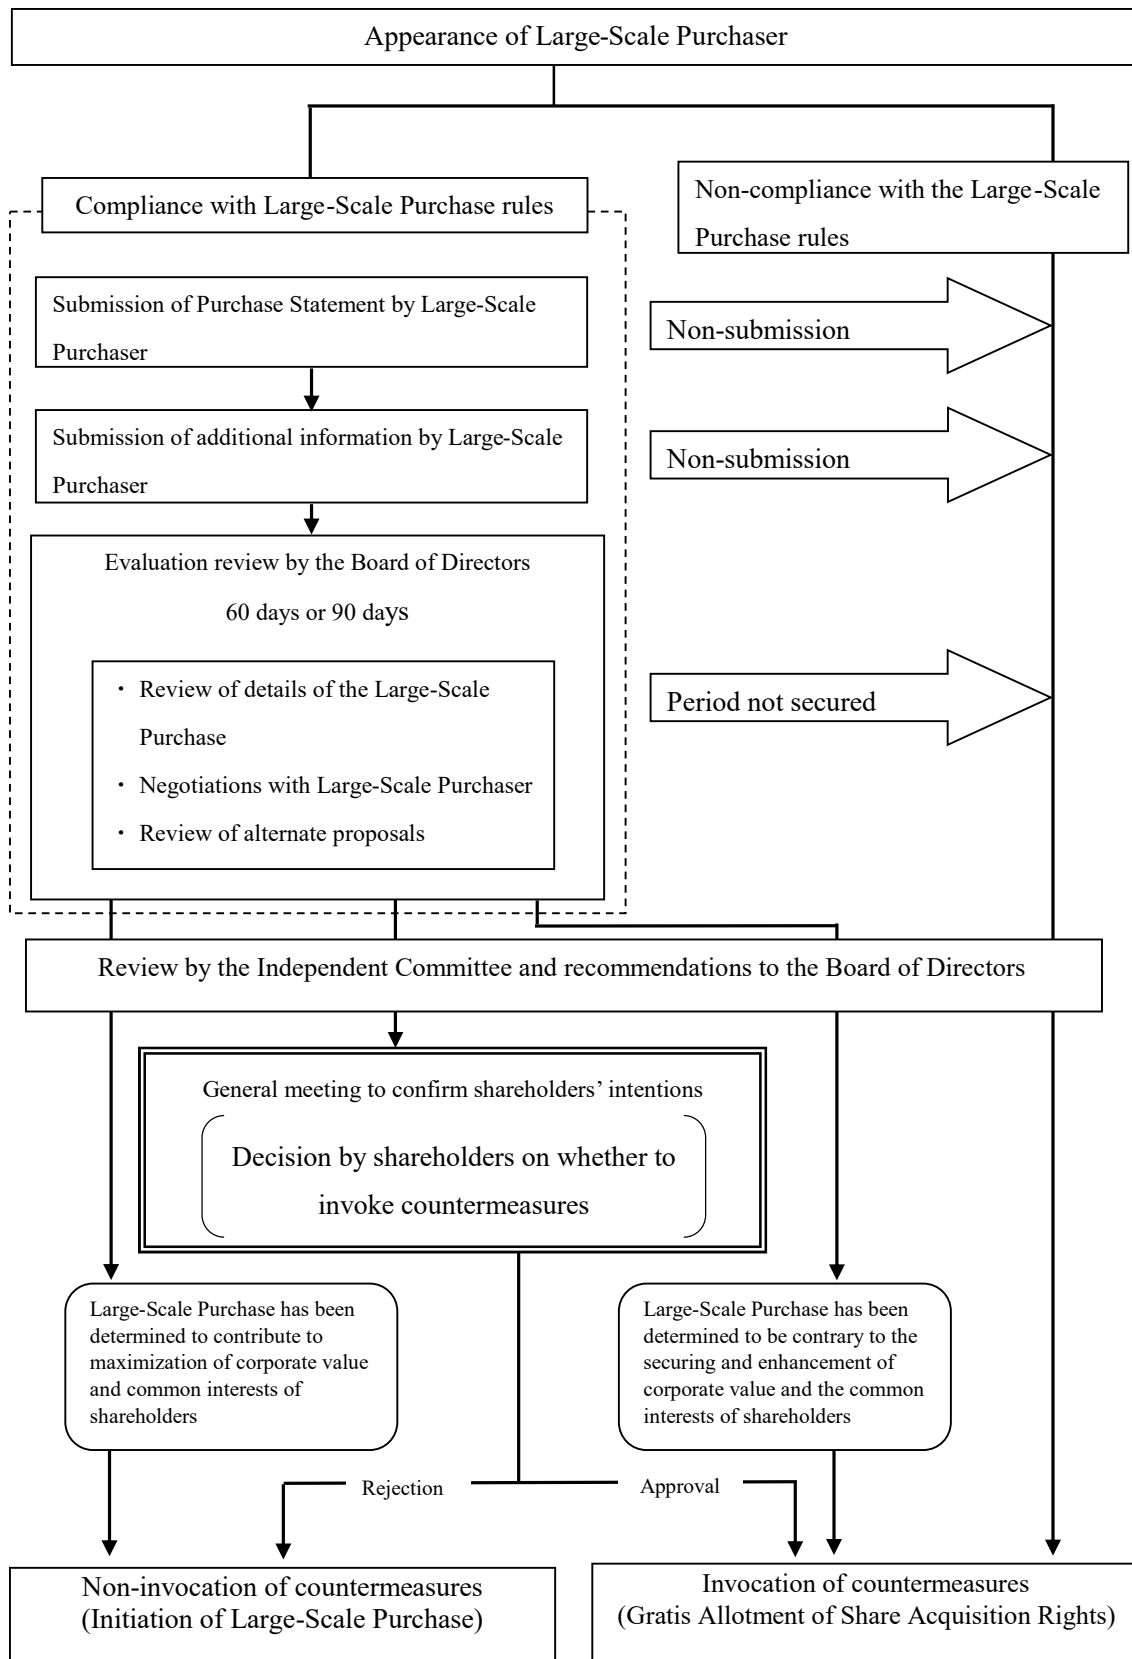 Appearance of Large-Scale Purchaser
Compliance with Large-Scale Purchase rules
Non-compliance with the Large-Scale
Purchase rules
Submission of Purchase Statement by Large-Scale
Purchaser
Non-submission
Submission of additional information by Large-Scale
Purchaser
Non-submission
Evaluation review by the Board of Directors
60 days or 90 days
・ Review of details of the Large-Scale
Purchase
・ Negotiations with Large-Scale Purchaser
・ Review of alternate proposals
Period not secured
Review by the Independent Committee and recommendations to the Board of Directors
General meeting to confirm shareholders’ intentions
Decision by shareholders on whether to
invoke countermeasures
Large-Scale Purchase has been
determined to contribute to
maximization of corporate value
and common interests of
shareholders
Large-Scale Purchase has been
determined to be contrary to the
securing and enhancement of
corporate value and the common
interests of shareholders
Rejection
Approval
Non-invocation of countermeasures
(Initiation of Large-Scale Purchase)
Invocation of countermeasures
(Gratis Allotment of Share Acquisition Rights)